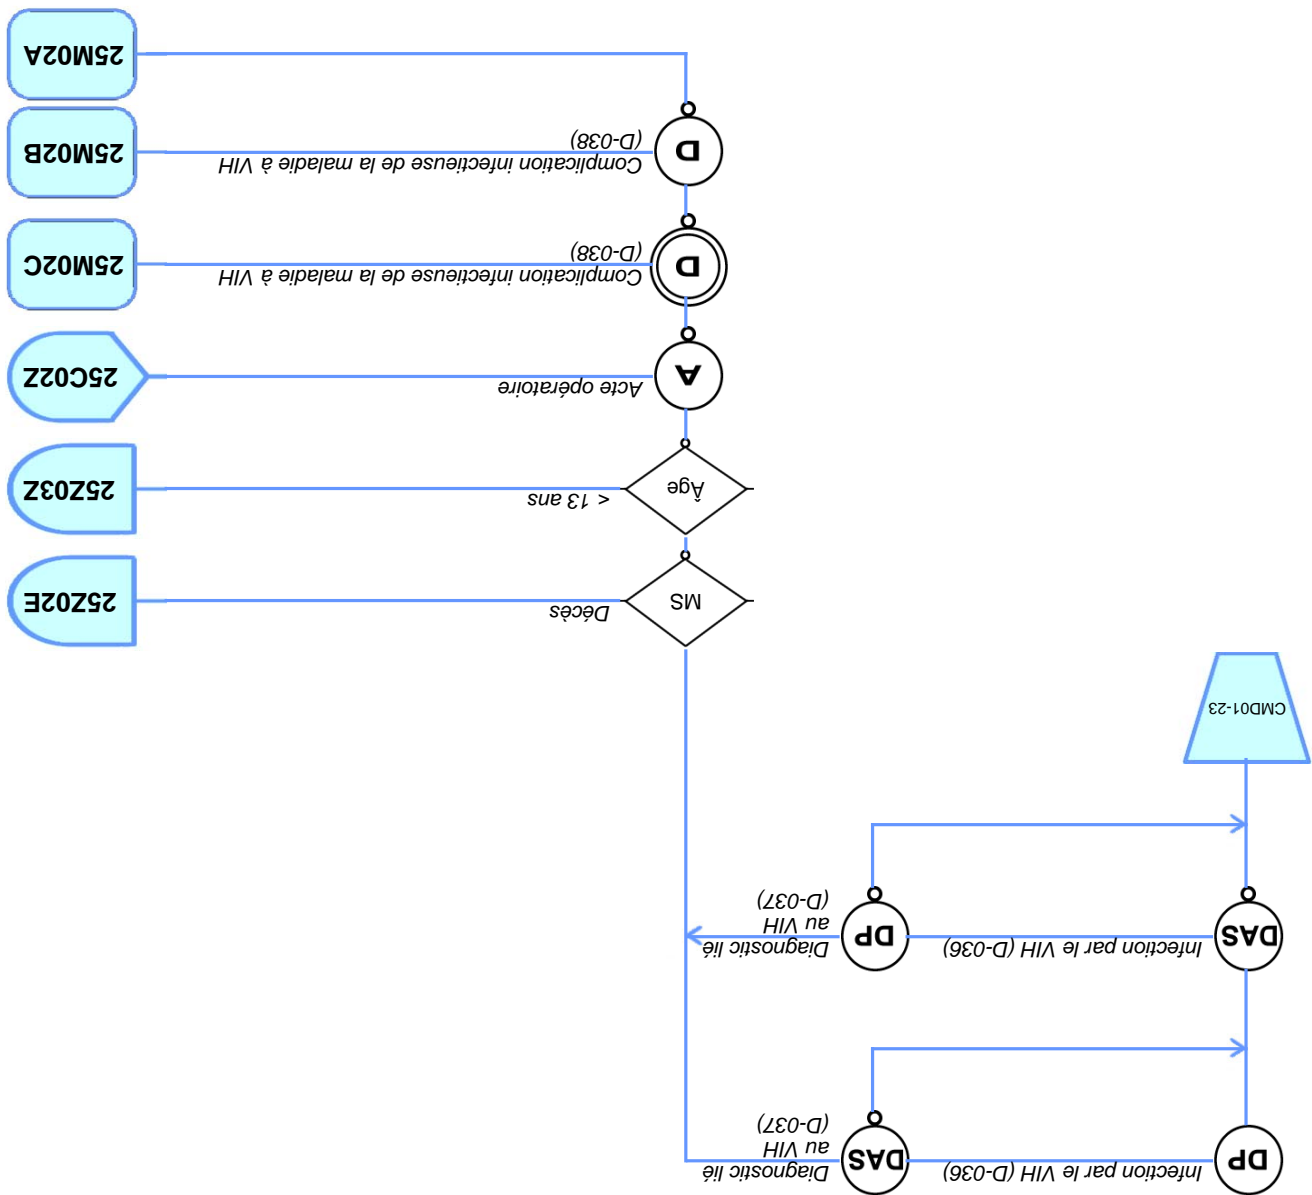 DP
Infection par le VIH (D-036)
DAS
Diagnostic lié
au VIH
(D-037)
DAS
Infection par le VIH (D-036)
DP
Diagnostic lié
au VIH
(D-037)
CMD01-23
MS
Décès
25Z02E
Âge
< 13 ans
25Z03Z
A
Acte opératoire
25C02Z
D
Complication infectieuse de la maladie à VIH
(D-038)
25M02C
D
Complication infectieuse de la maladie à VIH
(D-038)
25M02B
25M02A